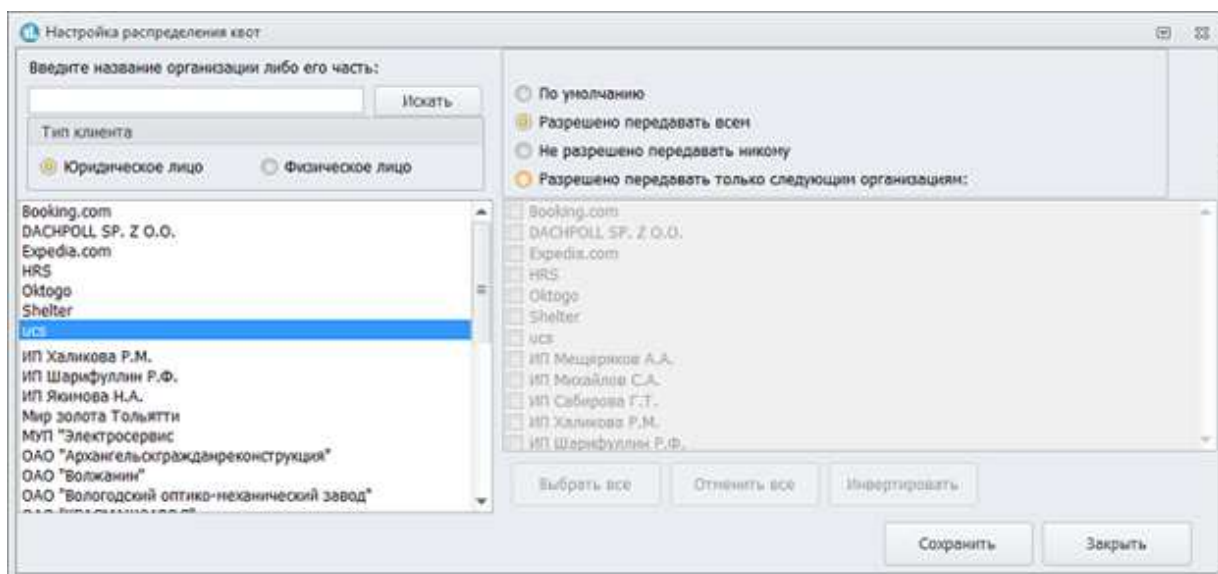 Настройка распределения квот
Введите название организации либо его часть:
Искать
Тип клиента
Юридическое лицо
Физическое лицо
Booking.com
DACHPOLL SP. Z O.O.
Expedia.com
HRS
Oktogo
Shelter
ucs
ИП Халикова Р.М.
ИП Шарифуллин Р.Ф.
ИП Якимова Н.А.
Мир золота Тольятти
МУП "Электросервис
ОАО "Архангельскгражданреконструкция"
ОАО "Волжанин"
ОАО "Вологодский оптико-механический завод"
По умолчанию
Разрешено передавать всем
Не разрешено передавать никому
Разрешено передавать только следующим организациям:
Booking.com
DACHPOLL SP. Z O.O.
Expedia.com
HRS
Oktogo
Shelter
ucs
ИП Мещеряков А.А.
ИП Михайлов С.А.
ИП Сабирова Г.Т.
ИП Халикова Р.М.
ИП Шарифуллин Р.Ф.
Выбрать все
Отменить все
Инвертировать
Сохранить
Закрыть